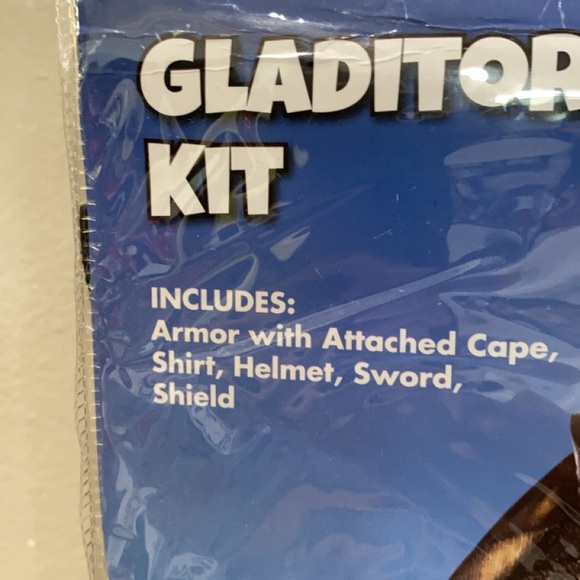 GLADITOR
KIT
INCLUDES:
Armor with Attached Cape,
Shirt, Helmet, Sword,
Shield